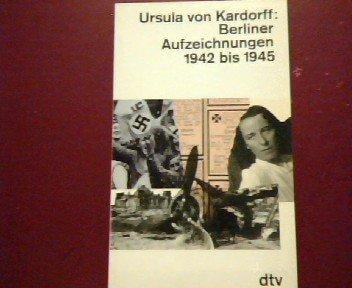 Ursula von Kardorff:
Berliner
Aufzeichnungen
1942 bis 1945
dtv